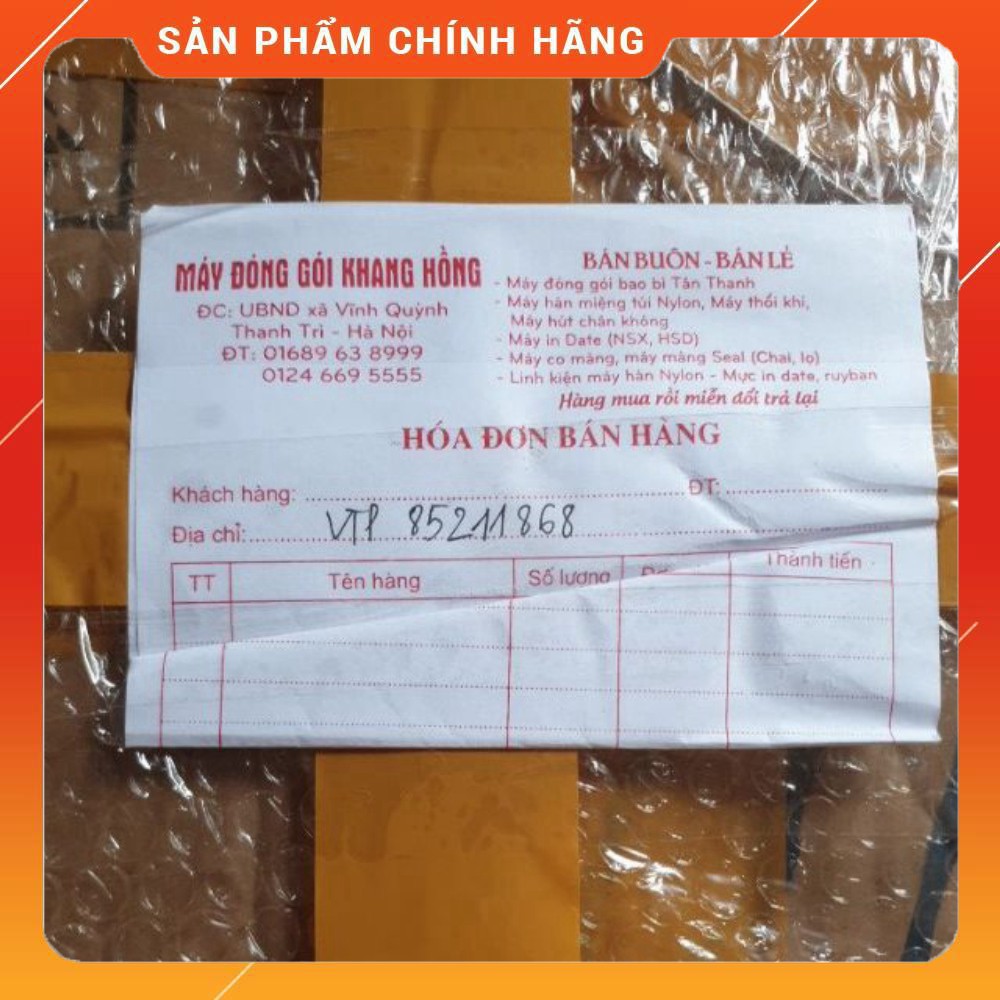 SẢN PHẨM CHÍNH HÃNG
MÁY ĐÓNG GÓI KHANG HỒNG
ĐC: UBND xã Vĩnh Quỳnh
Thanh Trì - Hà Nội
ĐT: 01689 63 8999
0124 669 5555
BÁN BUÔN - BÁN LẺ
- Máy đóng gói bao bì Tân Thanh
- Máy hàn miệng túi Nylon, Máy thổi khí,
Máy hút chân không
- Máy in Date (NSX, HSD)
- Máy co màng, máy màng Seal (Chai, lọ)
- Linh kiện máy hàn Nylon - Mực in date, ruyban
Hàng mua rồi miễn đổi trả lại
HÓA ĐƠN BÁN HÀNG
Khách hàng: ĐT:
Địa chỉ: VTP 85211868
TT Tên hàng Số lượng Thành tiền